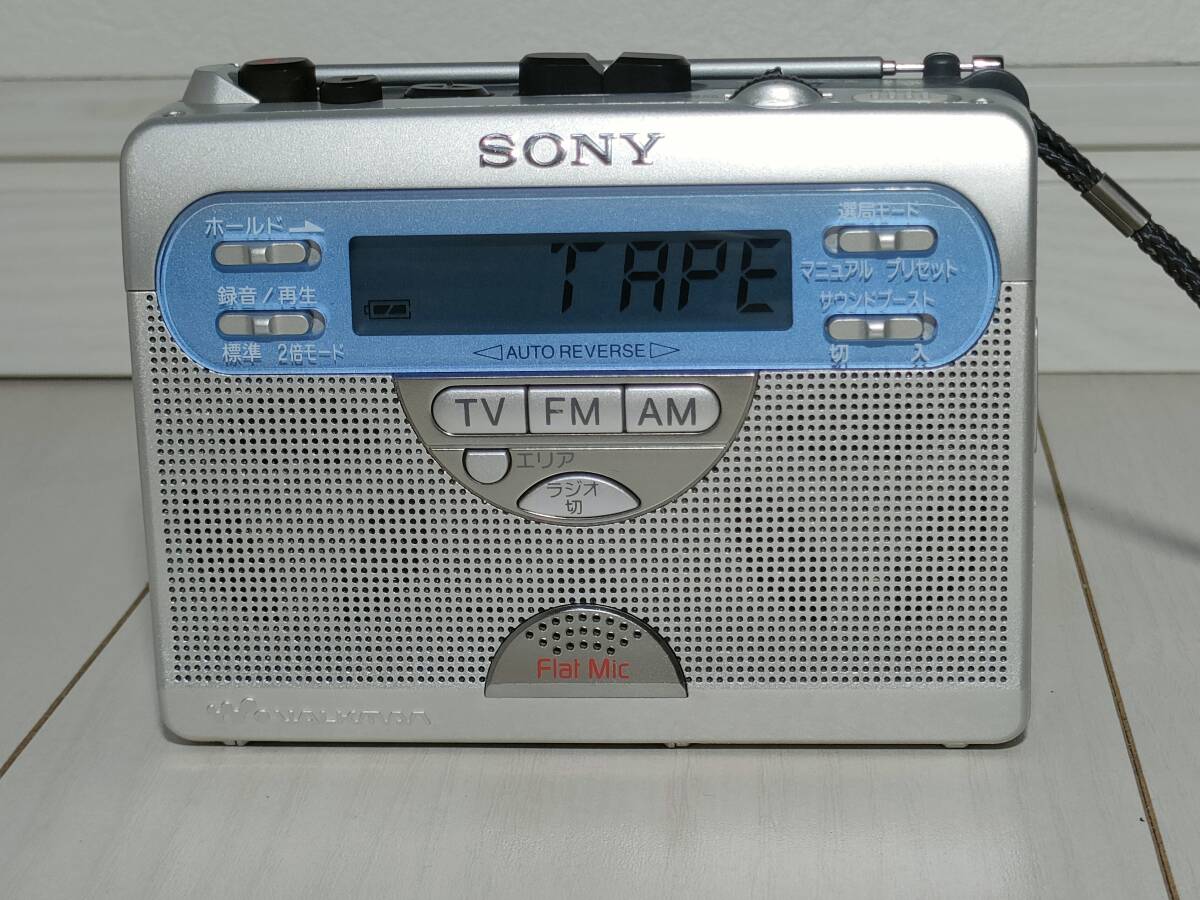 SONY
ホールド
録音/再生
標準 2倍モード
TAPE
AUTO REVERSE
選局モード
マニュアル プリセット
サウンドブースト
切 入
TV FM AM
エリア
ラジオ
切
Flat Mic
WALKMAN